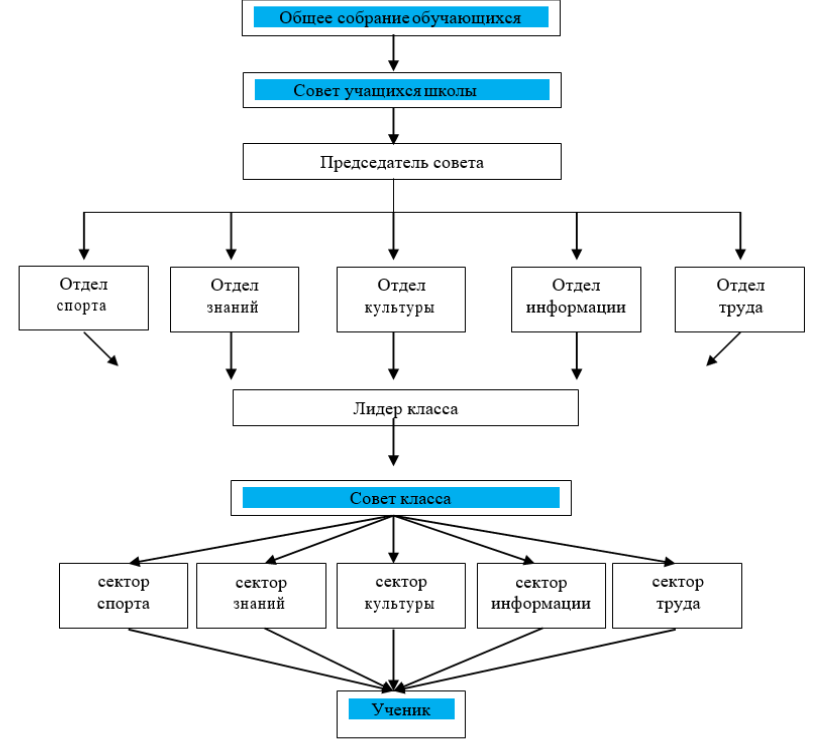 Общее собрание обучающихся
Совет учащихся школы
Председатель совета
Отдел
спорта
Отдел
знаний
Отдел
культуры
Отдел
информации
Отдел
труда
Лидер класса
Совет класса
сектор
спорта
сектор
знаний
сектор
культуры
сектор
информации
сектор
труда
Ученик